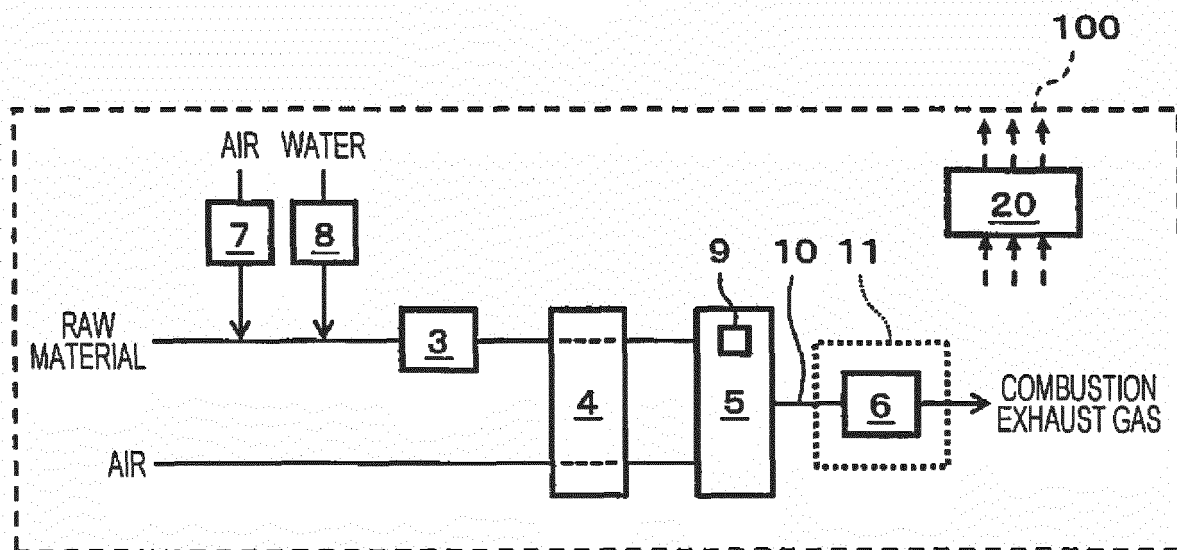 100
AIR WATER
20
7 8
9 10 11
RAW
MATERIAL
3
4 5 6
COMBUSTION
EXHAUST GAS
AIR